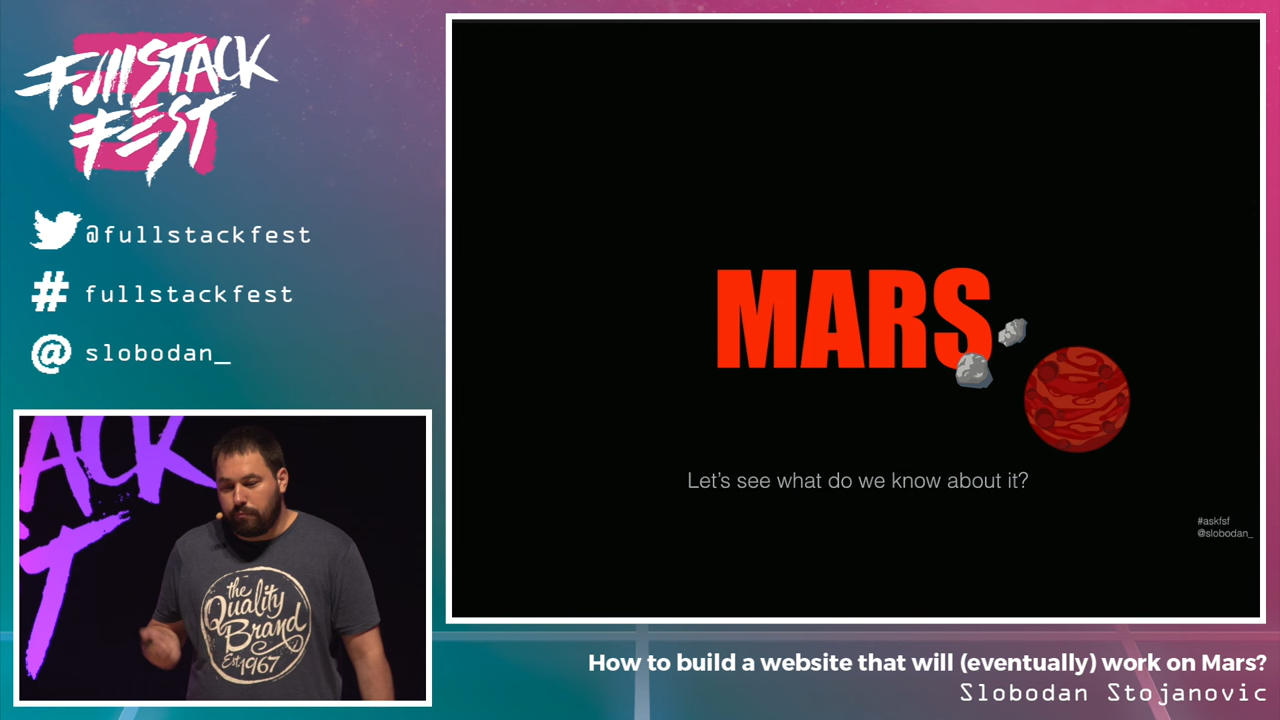 FullSTACK
FEST
@fullstackfest
# fullstackfest
@ slobodan_
ACK
T
the
Quality
Brand
Est 1967
MARS
Let's see what do we know about it?
#askfsf
@slobodan_
How to build a website that will (eventually) work on Mars?
Slobodan Stojanovic